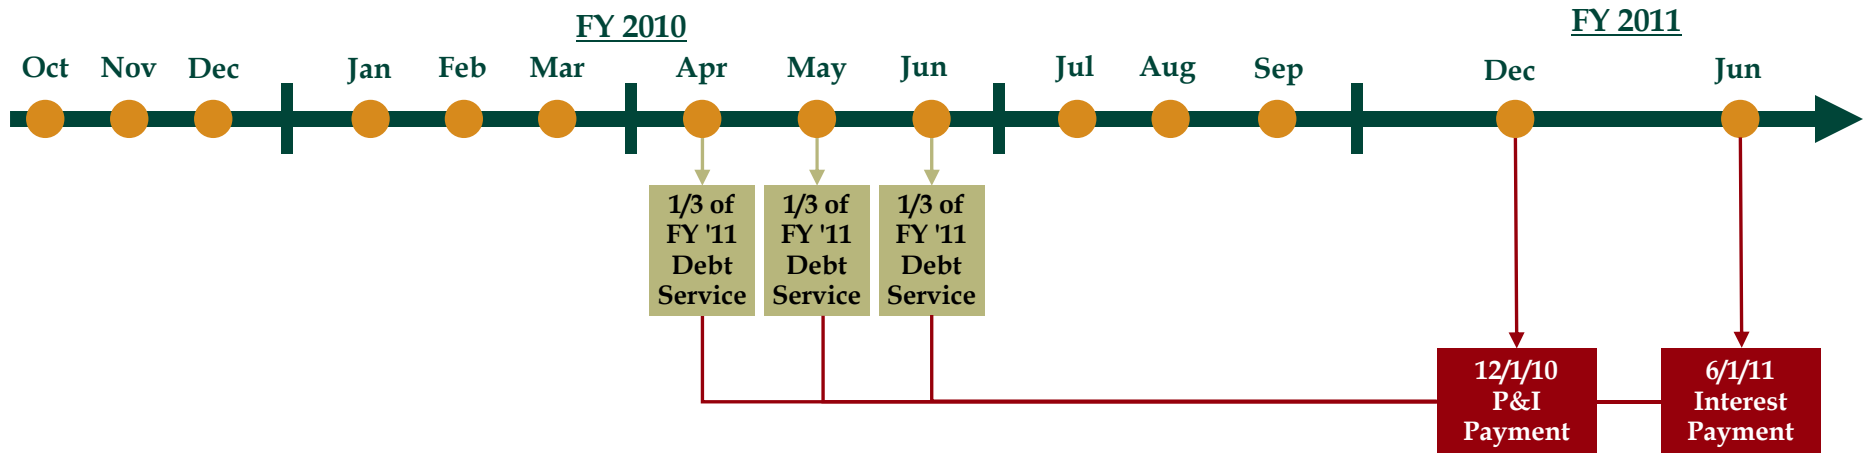 FY 2010
FY 2011
Oct Nov Dec Jan Feb Mar Apr May Jun Jul Aug Sep Dec Jun
1/3 of
FY '11
Debt
Service
1/3 of
FY '11
Debt
Service
1/3 of
FY '11
Debt
Service
12/1/10
P&I
Payment
6/1/11
Interest
Payment